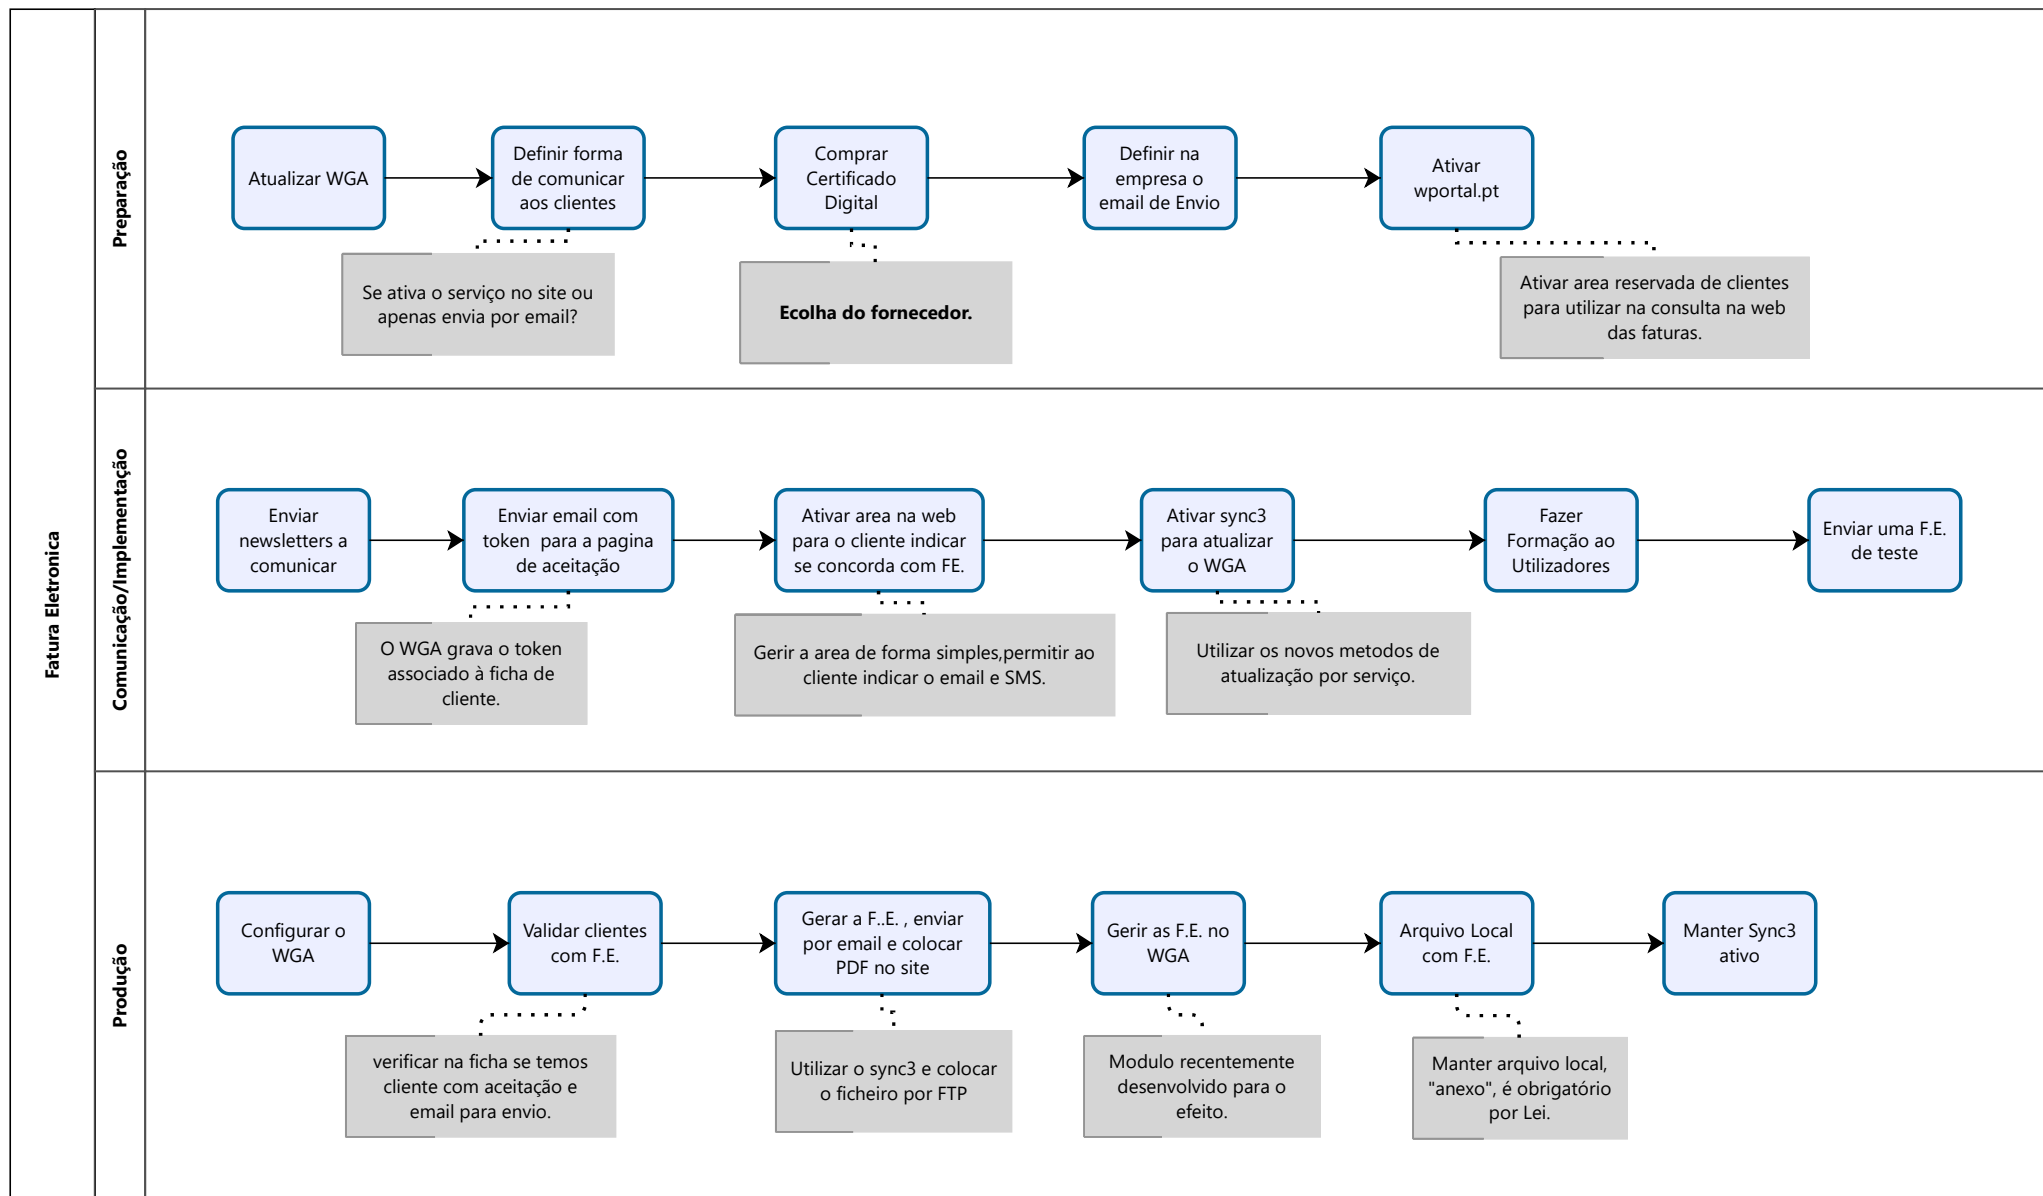 Fatura Eletronica
Preparação
Atualizar WGA
Definir forma
de comunicar
aos clientes
Comprar
Certificado
Digital
Definir na
empresa o
email de Envio
Ativar
wportal.pt
Se ativa o serviço no site ou
apenas envia por email?
Ecolha do fornecedor.
Ativar area reservada de clientes
para utilizar na consulta na web
das faturas.
Comunicação/Implementação
Enviar
newsletters a
comunicar
Enviar email com
token  para a pagina
de aceitação
Ativar area na web
para o cliente indicar
se concorda com FE.
Ativar sync3
para atualizar
o WGA
Fazer
Formação ao
Utilizadores
Enviar uma F.E.
de teste
O WGA grava o token
associado à ficha de
cliente.
Gerir a area de forma simples,permitir ao
cliente indicar o email e SMS.
Utilizar os novos metodos de
atualização por serviço.
Produção
Configurar o
WGA
Validar clientes
com F.E.
Gerar a F..E. , enviar
por email e colocar
PDF no site
Gerir as F.E. no
WGA
Arquivo Local
com F.E.
Manter Sync3
ativo
verificar na ficha se temos
cliente com aceitação e
email para envio.
Utilizar o sync3 e colocar
o ficheiro por FTP
Modulo recentemente
desenvolvido para o
efeito.
Manter arquivo local,
"anexo", é obrigatório
por Lei.